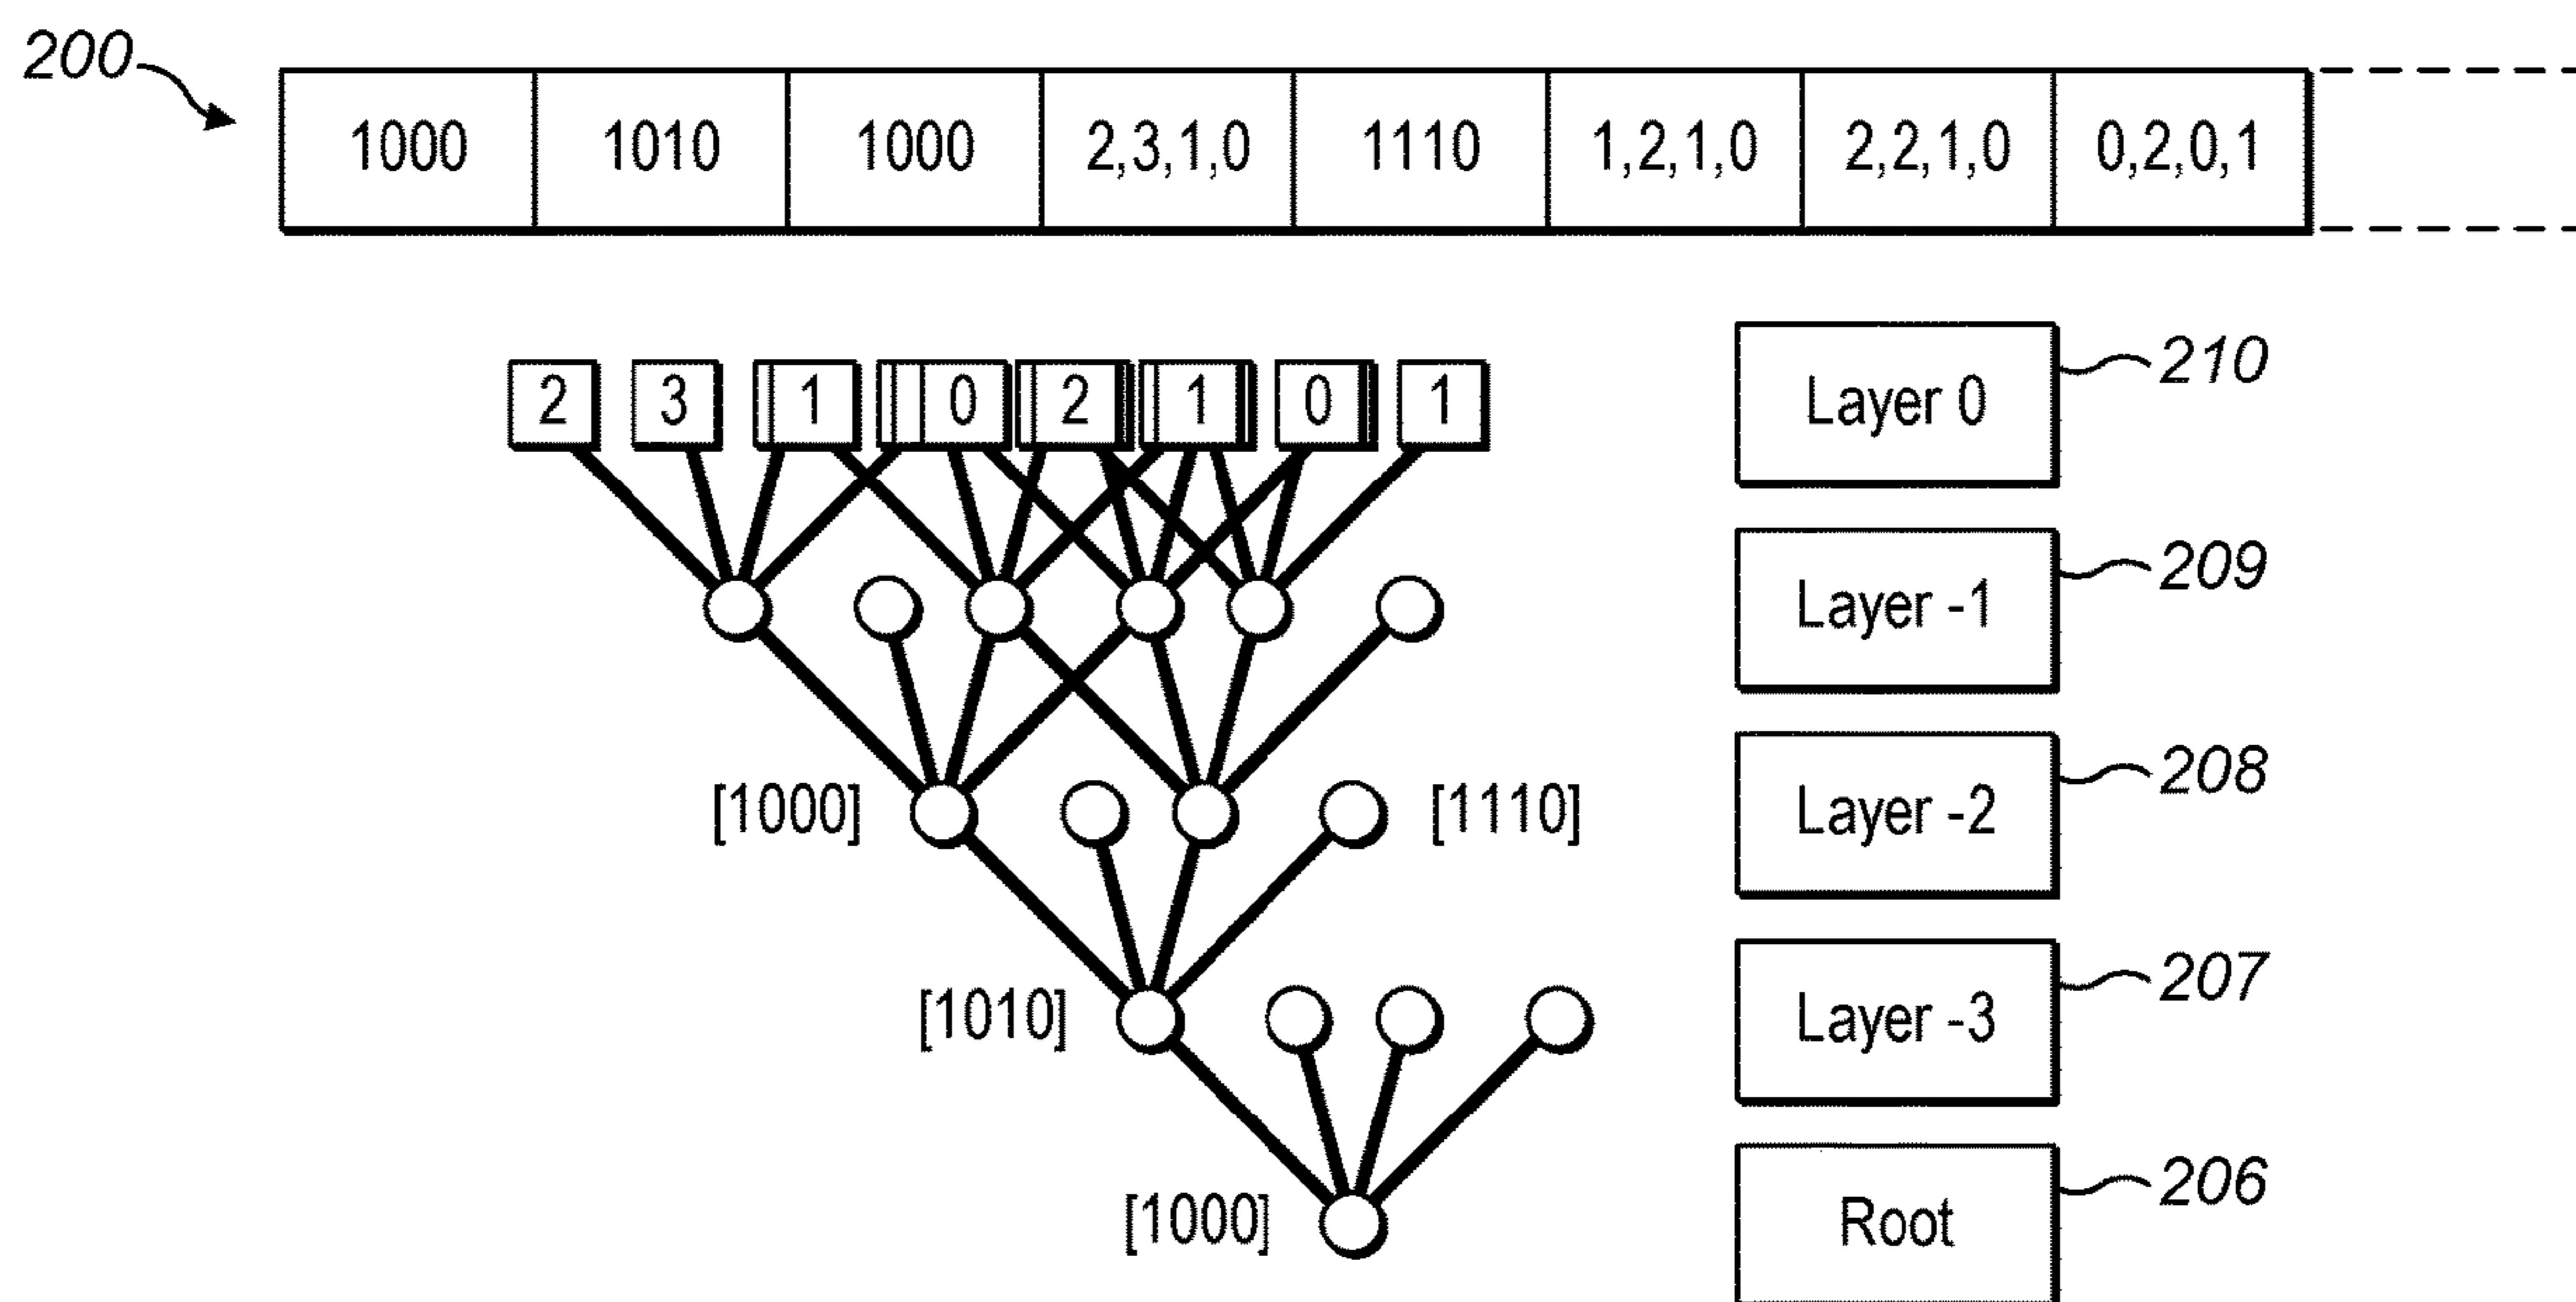 200
1000 1010 1000 2,3,1,0 1110 1,2,1,0 2,2,1,0 0,2,0,1
2 3 1 0 2 1 0 1
Layer 0 210
Layer -1 209
[1000] [1110] Layer -2 208
[1010] Layer -3 207
[1000] Root 206